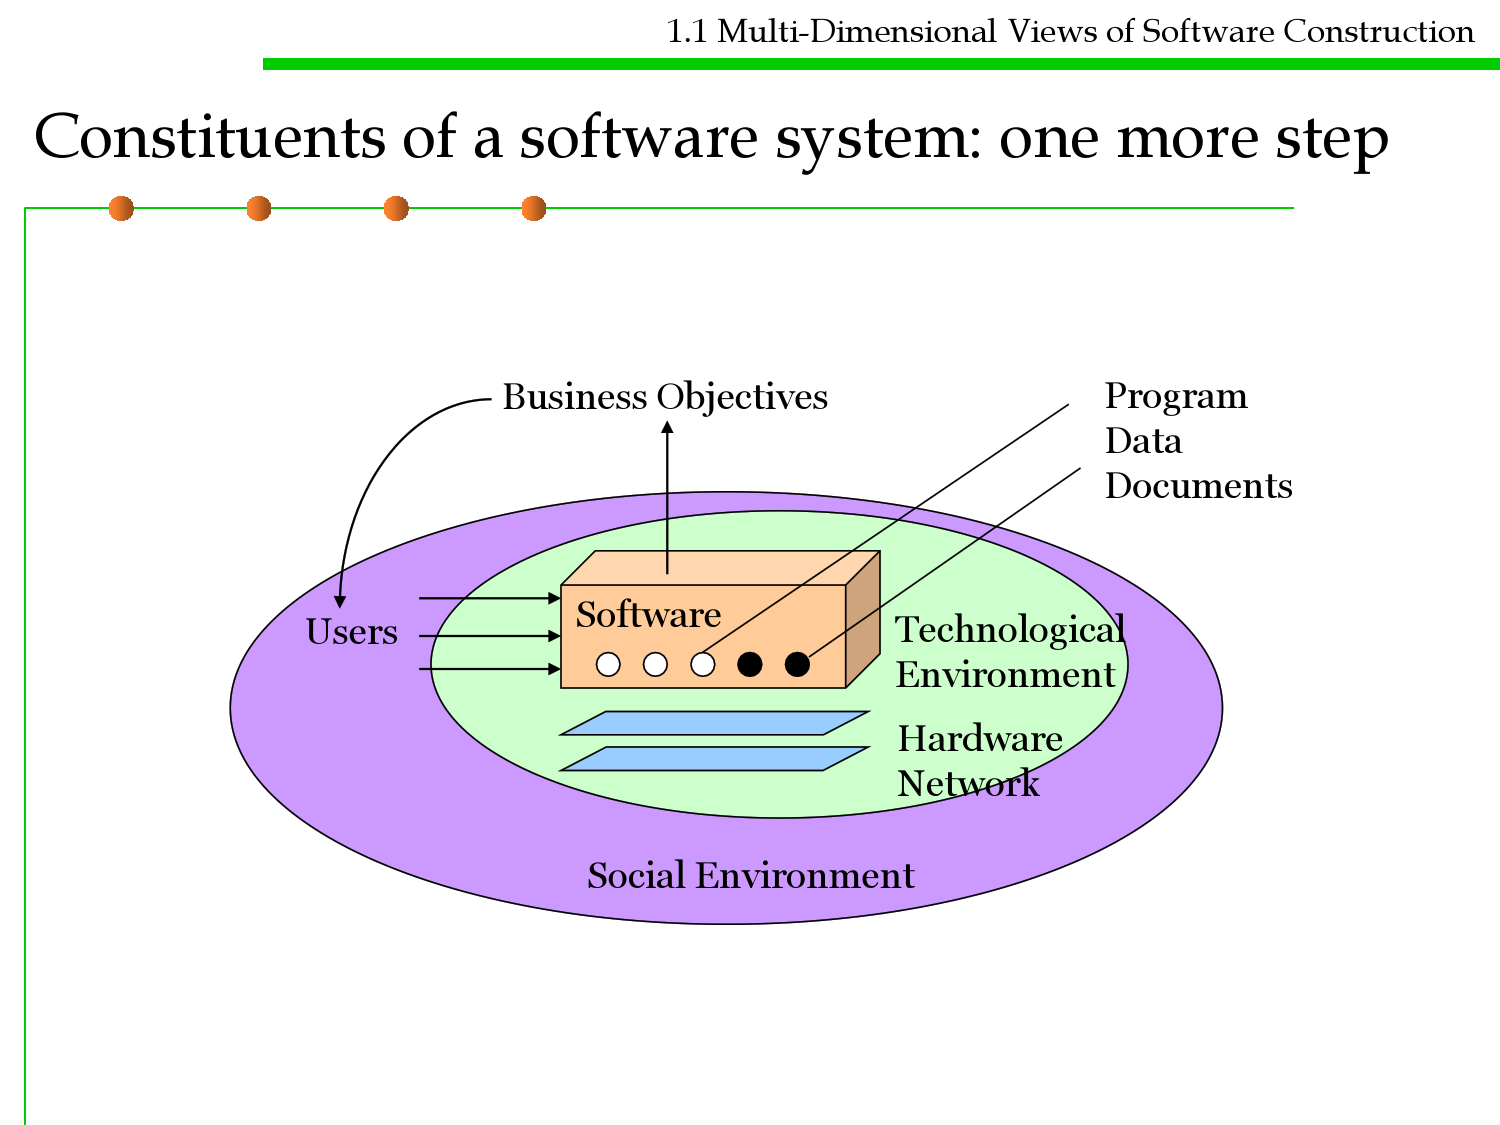 1.1 Multi-Dimensional Views of Software Construction
Constituents of a software system: one more step
Business Objectives
Program
Data
Documents
Users
Software
Technological
Environment
Hardware
Network
Social Environment